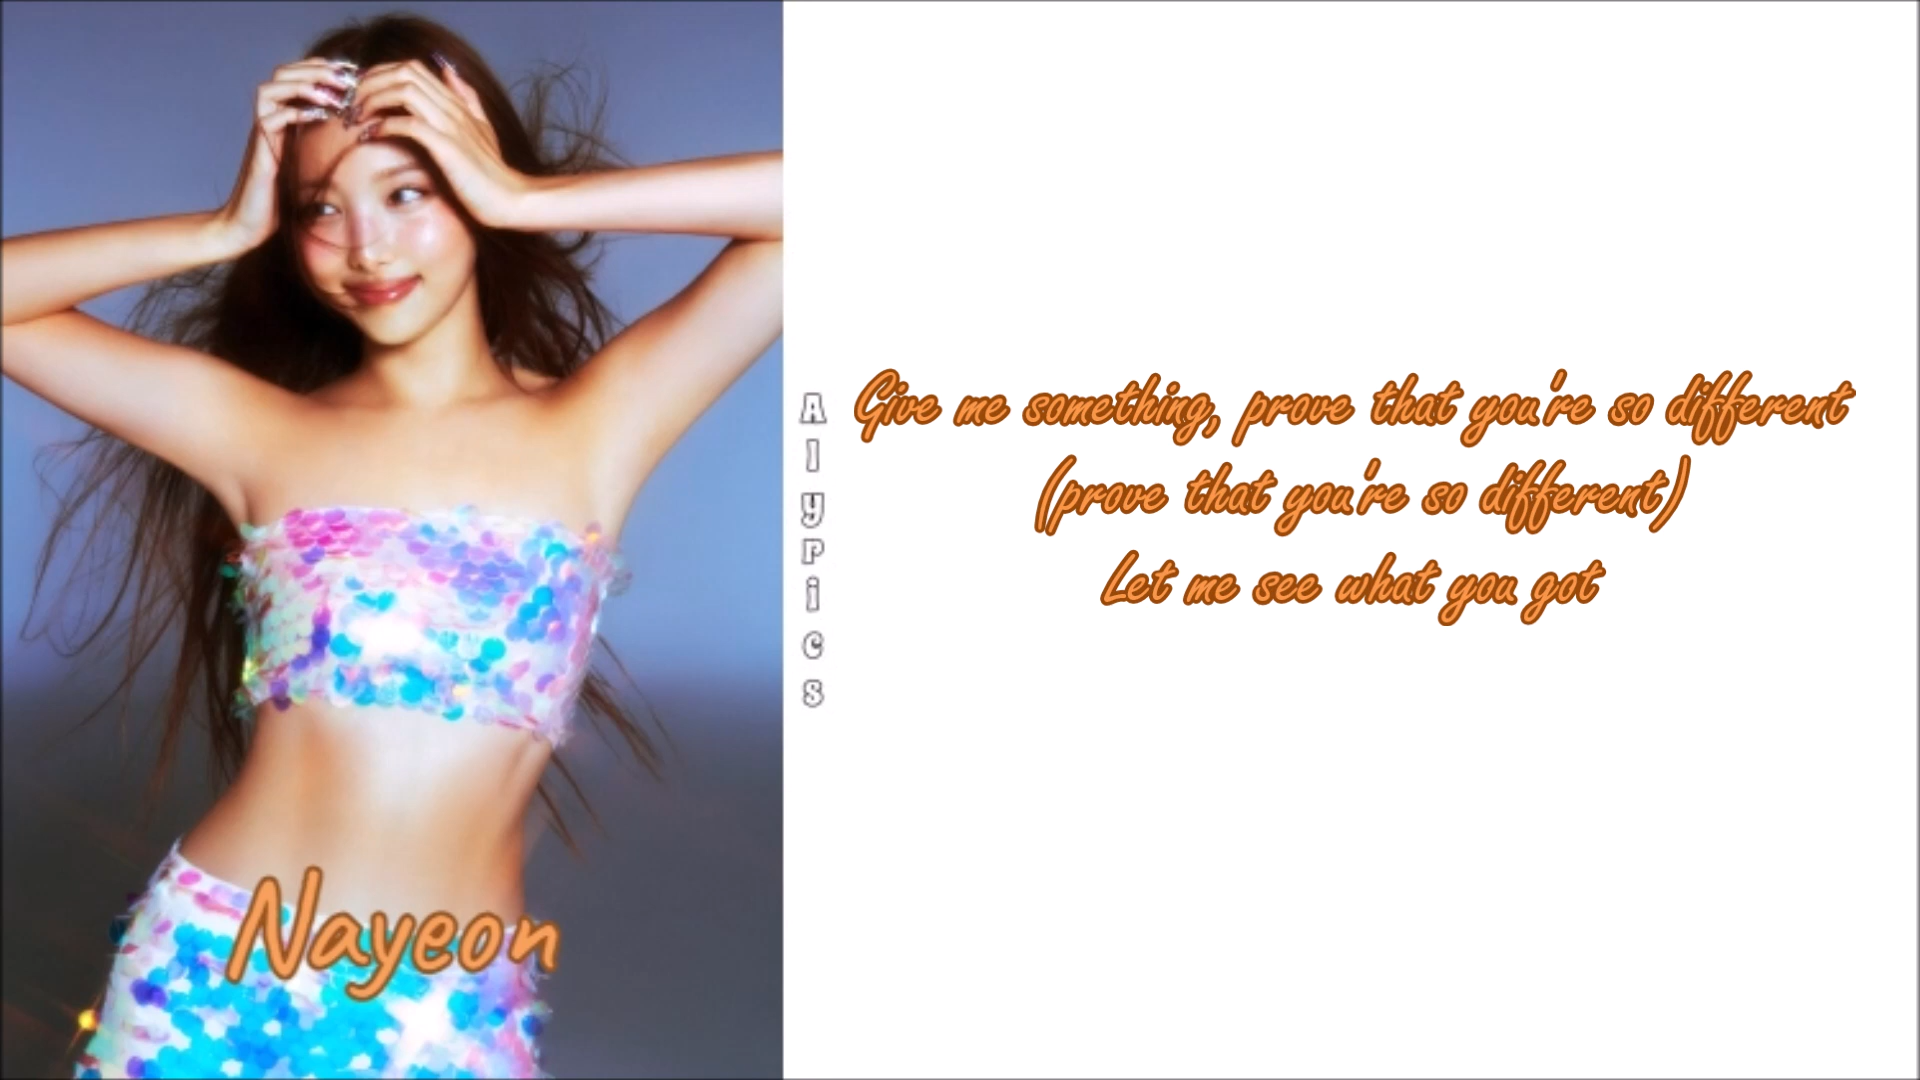 Nayeon
Alypics
Give me something, prove that you're so different
(prove that you're so different)
Let me see what you got